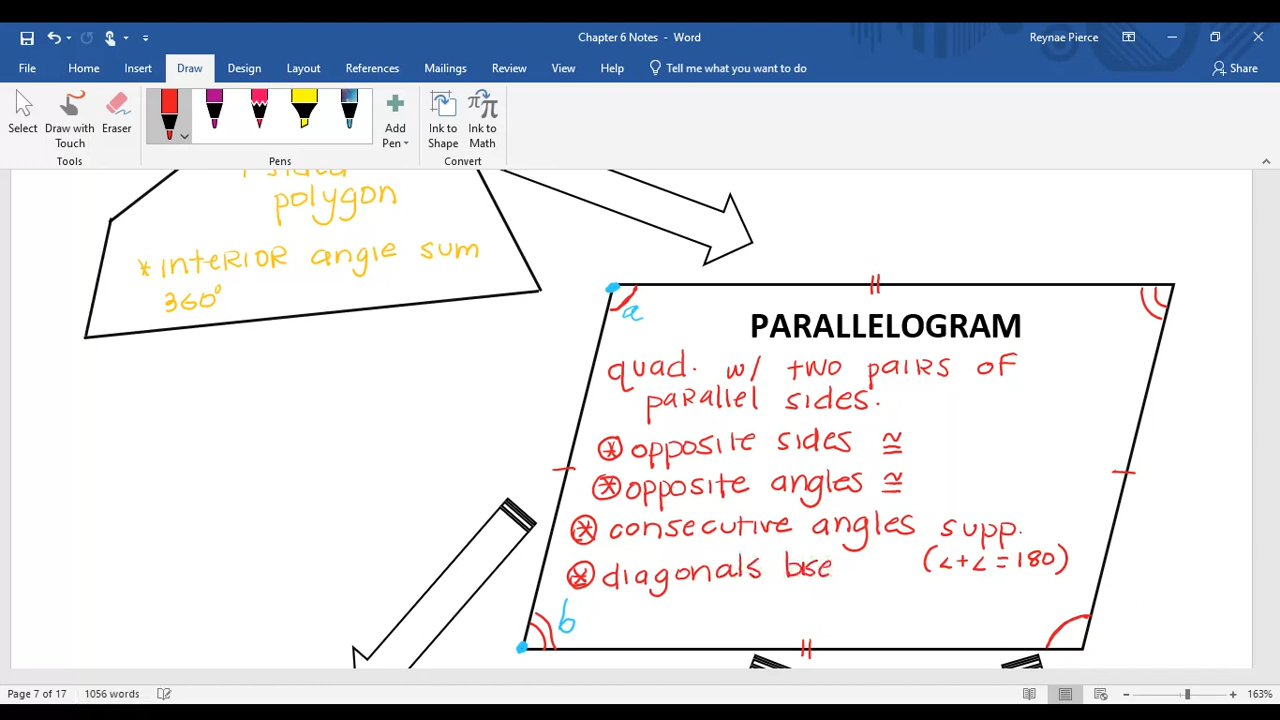 Chapter 6 Notes - Word
Reynae Pierce
File Home Insert Draw Design Layout References Mailings Review View Help Tell me what you want to do Share
Select Draw with Touch Eraser
Add Pen
Ink to Shape
Ink to Math
Tools Pens Convert
polygon
* INTERIOR angle sum
360°
a
PARALLELOGRAM
quad. w/ two pairs of
parallel sides.
* opposite sides ≅
* opposite angles ≅
* consecutive angles supp.
(∠+∠=180)
* diagonals bise
b
Page 7 of 17 1056 words 163%